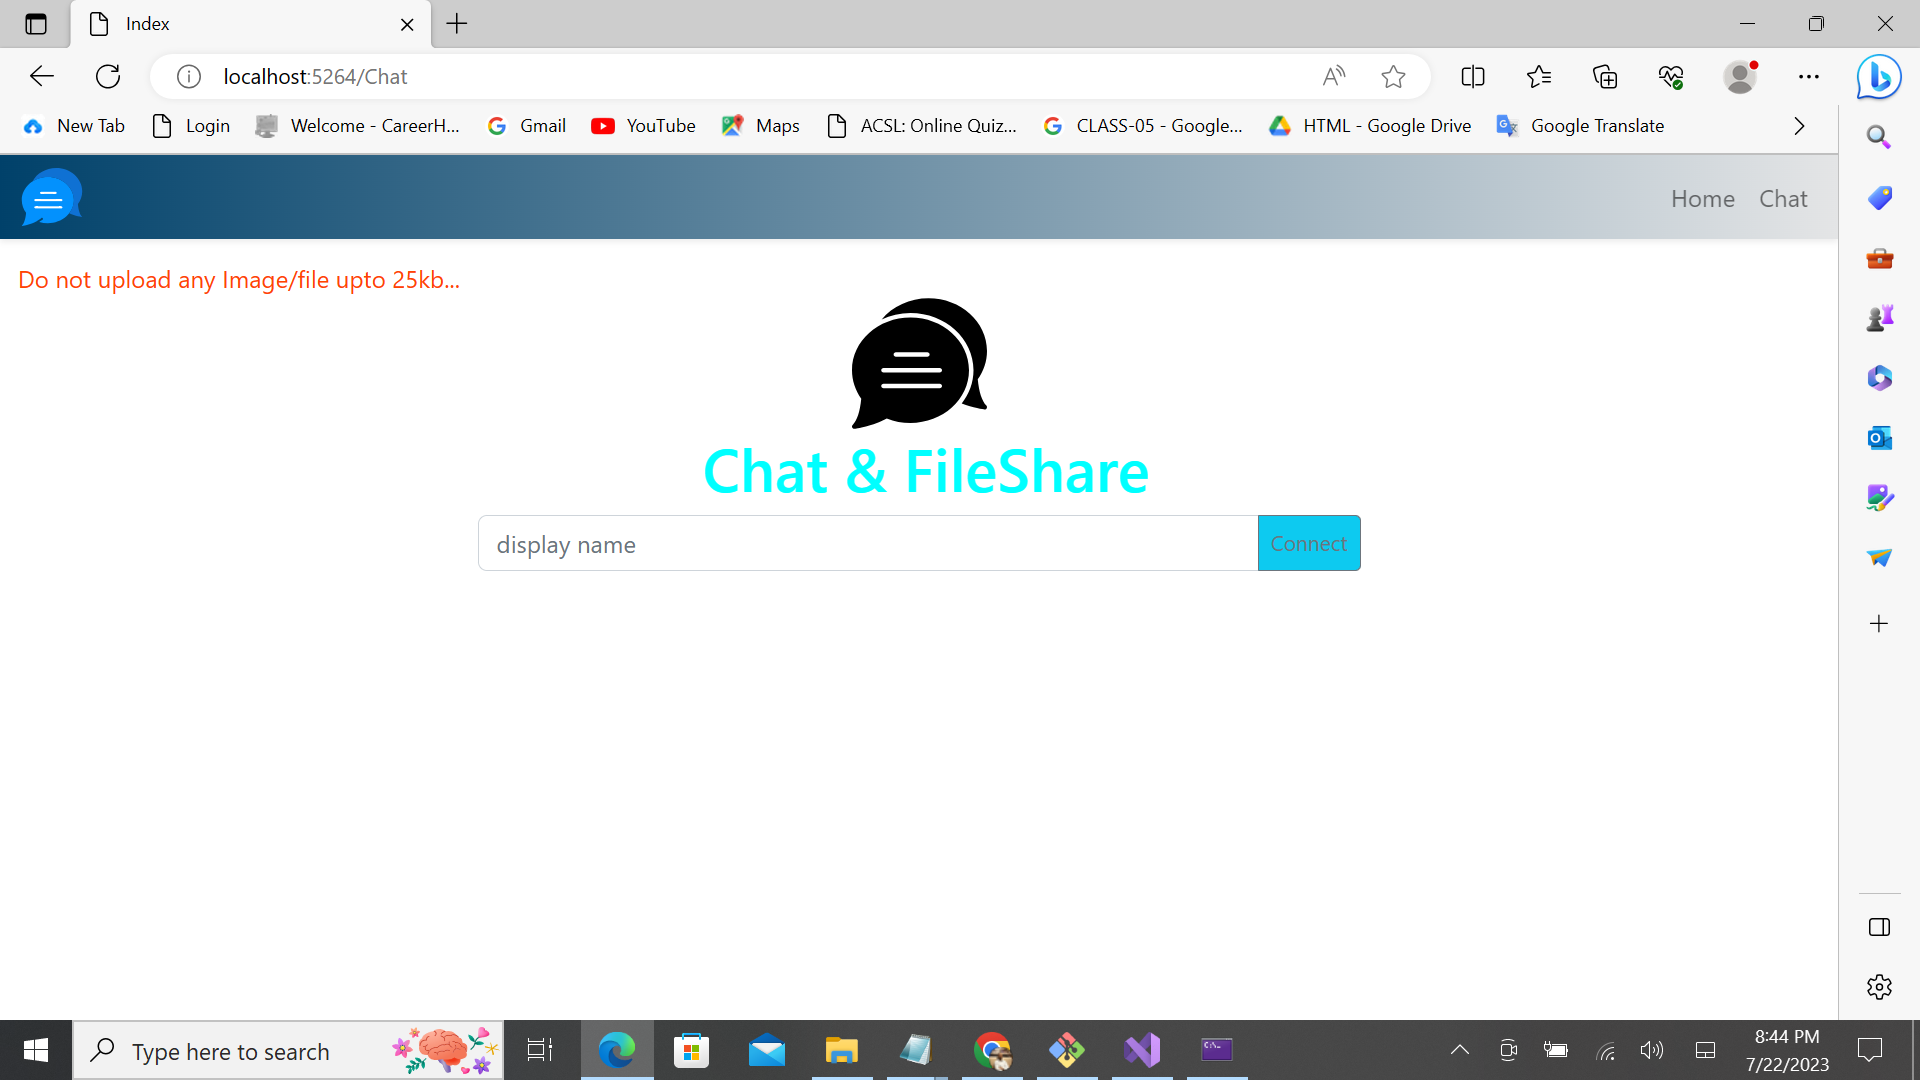 Index
localhost:5264/Chat
New Tab Login Welcome - CareerH... Gmail YouTube Maps ACSL: Online Quiz... CLASS-05 - Google... HTML - Google Drive Google Translate
Home Chat
Do not upload any Image/file upto 25kb...
Chat & FileShare
display name Connect
Type here to search
8:44 PM
7/22/2023